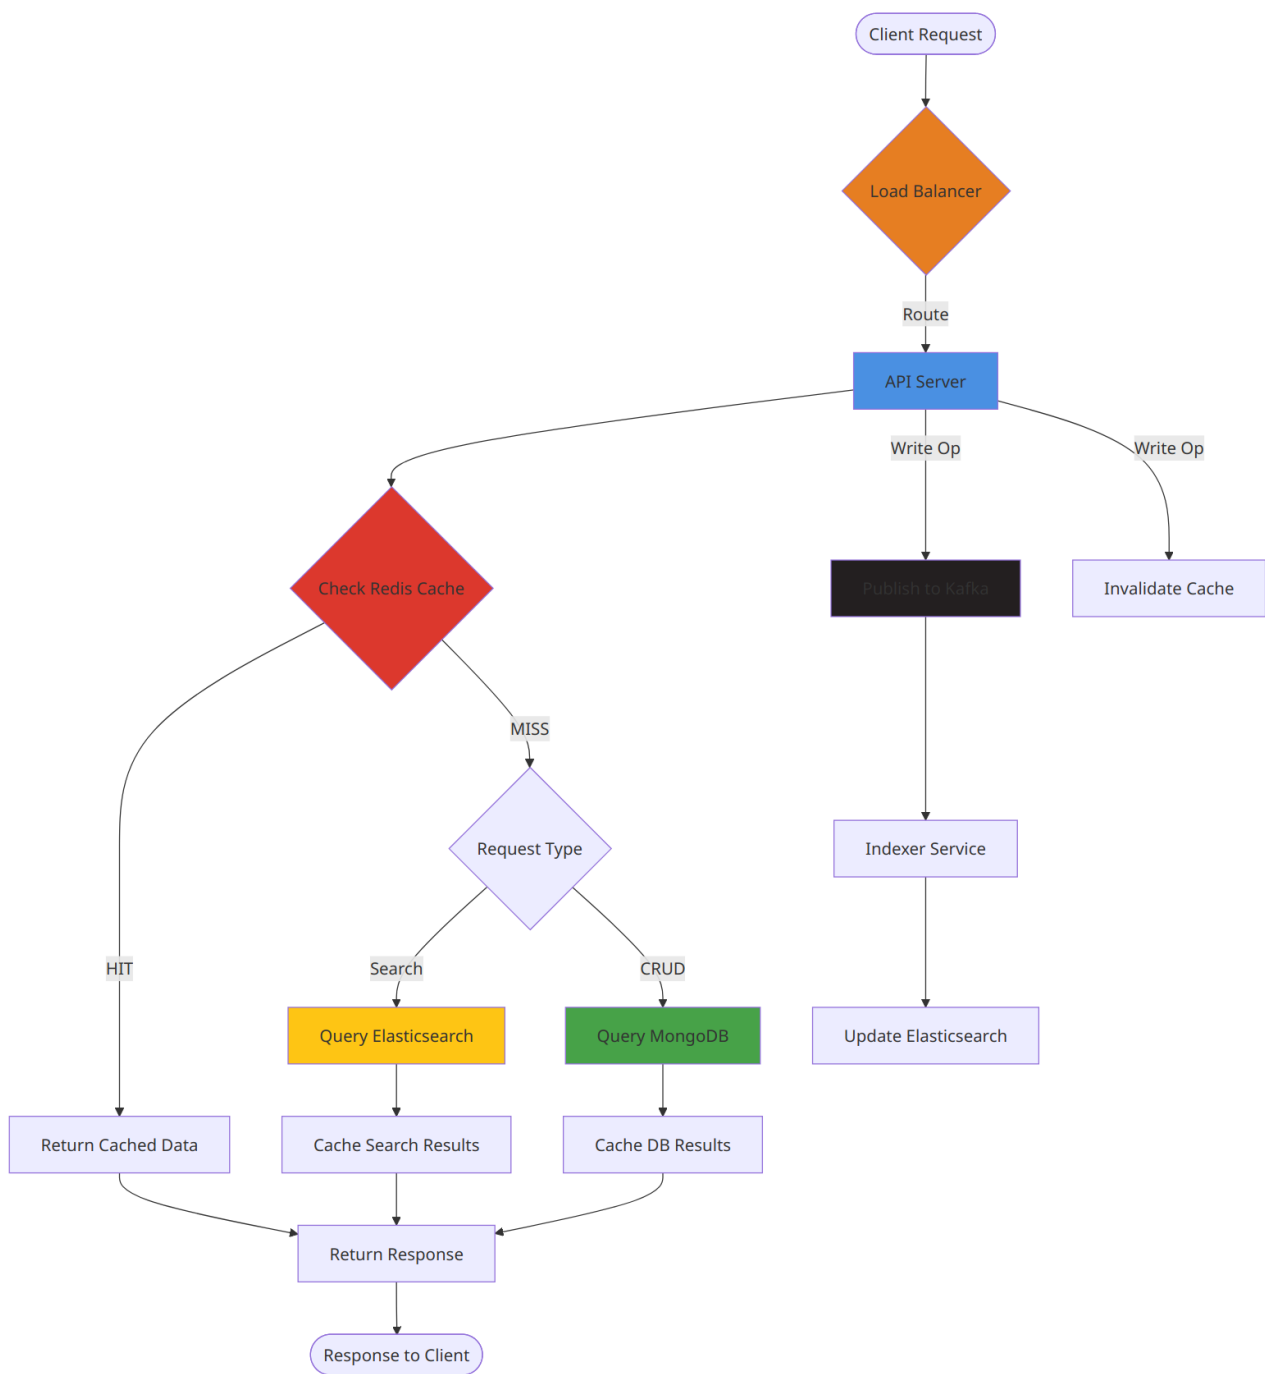 Client Request
Load Balancer
Route
API Server
Write Op
Write Op
Check Redis Cache
Publish to Kafka
Invalidate Cache
MISS
Request Type
Indexer Service
HIT
Search
CRUD
Query Elasticsearch
Query MongoDB
Update Elasticsearch
Return Cached Data
Cache Search Results
Cache DB Results
Return Response
Response to Client